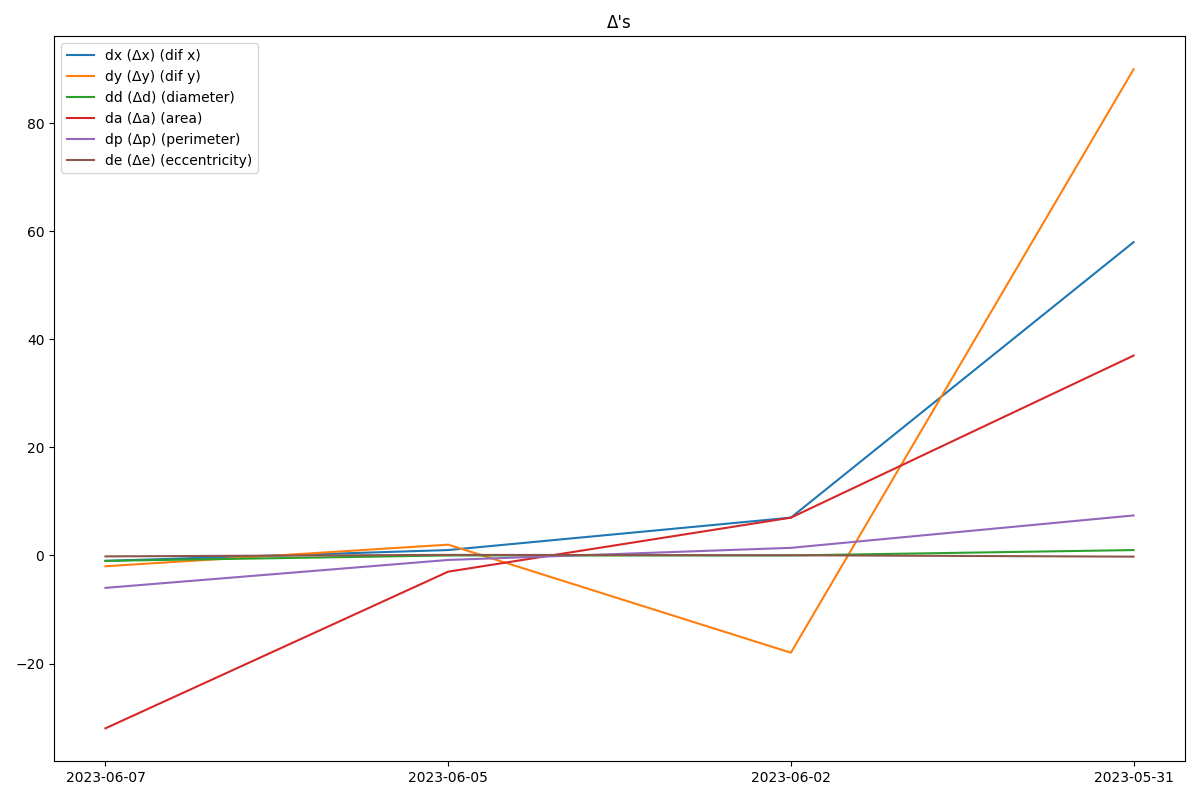 Δ's
dx (Δx) (dif x)
dy (Δy) (dif y)
dd (Δd) (diameter)
da (Δa) (area)
dp (Δp) (perimeter)
de (Δe) (eccentricity)
80
60
40
20
0
−20
2023-06-07 2023-06-05 2023-06-02 2023-05-31